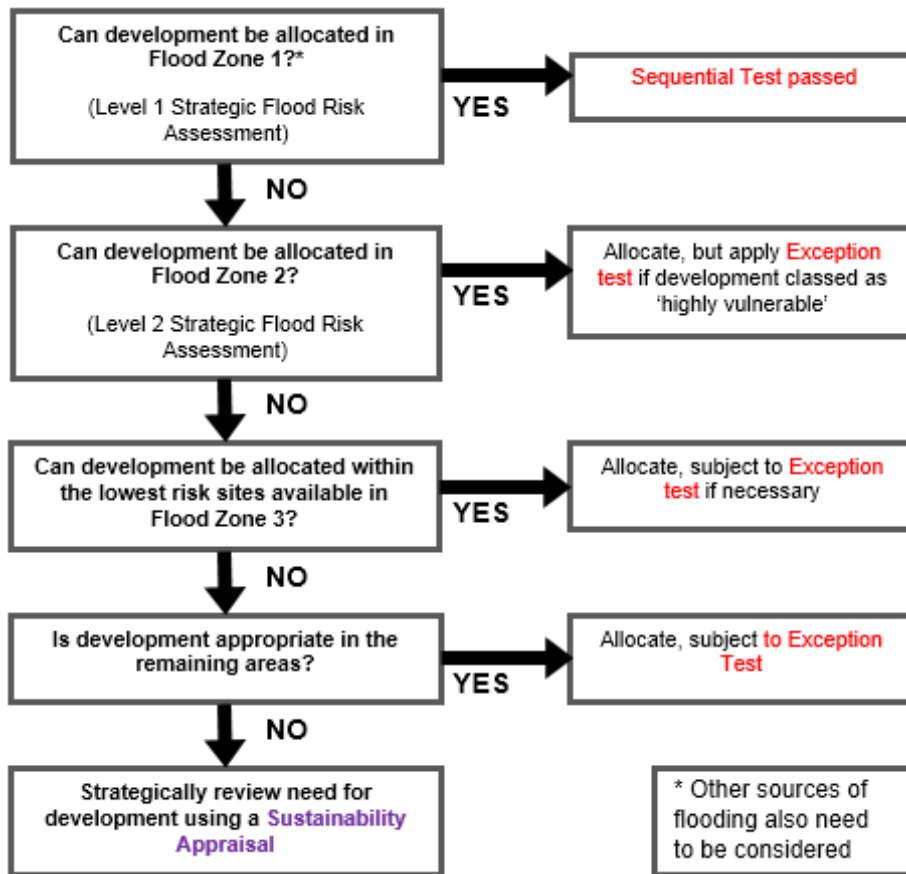 Can development be allocated in
Flood Zone 1?*
(Level 1 Strategic Flood Risk
Assessment)
YES
Sequential Test passed
NO
Can development be allocated in
Flood Zone 2?
(Level 2 Strategic Flood Risk
Assessment)
YES
Allocate, but apply Exception
test if development classed as
‘highly vulnerable’
NO
Can development be allocated within
the lowest risk sites available in
Flood Zone 3?
YES
Allocate, subject to Exception
test if necessary
NO
Is development appropriate in the
remaining areas?
YES
Allocate, subject to Exception
Test
NO
Strategically review need for
development using a Sustainability
Appraisal
* Other sources of
flooding also need
to be considered